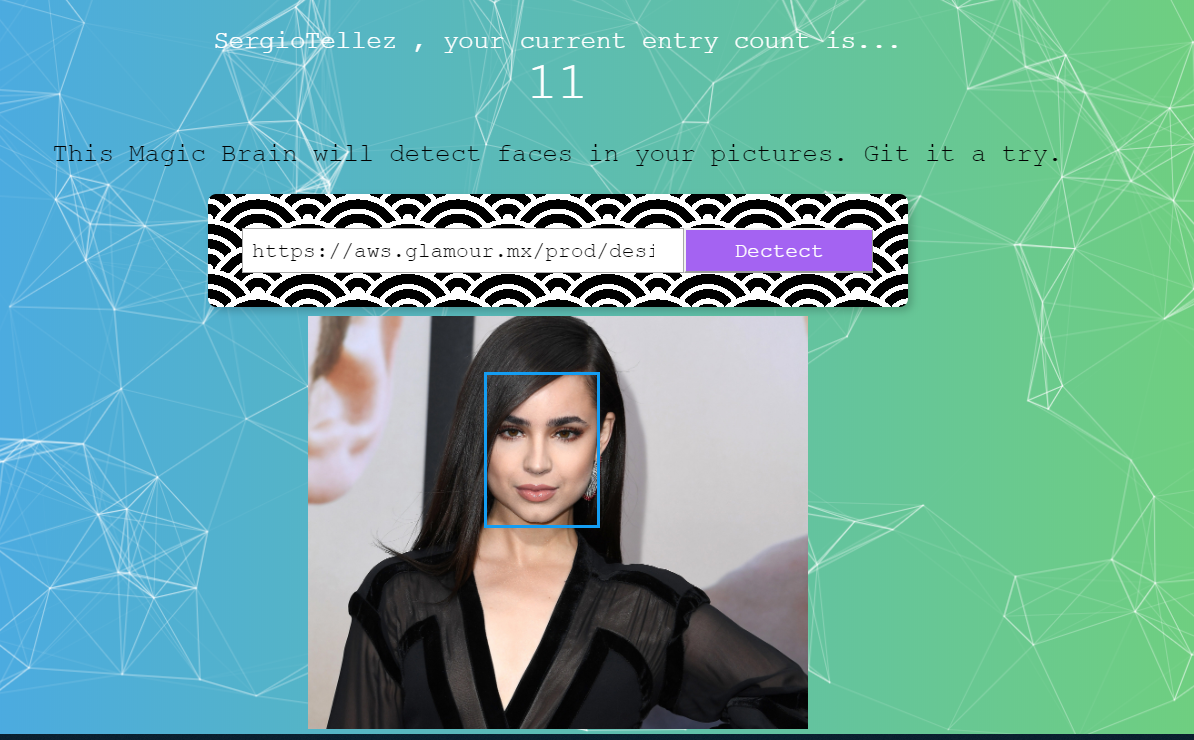 SergioTellez , your current entry count is...
11
This Magic Brain will detect faces in your pictures. Git it a try.
https://aws.glamour.mx/prod/desi
Dectect